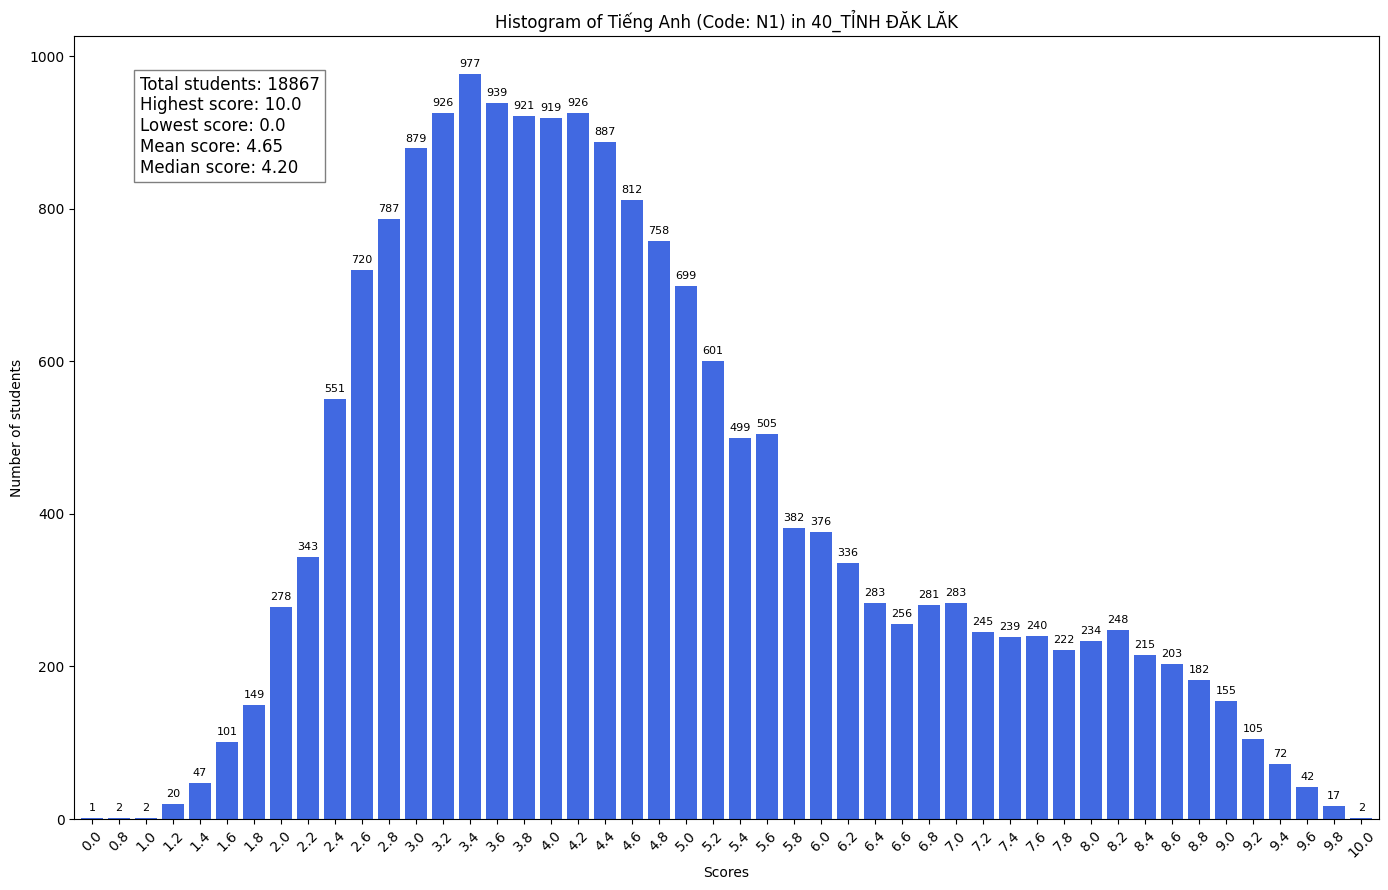 Histogram of Tiếng Anh (Code: N1) in 40_TỈNH ĐĂK LĂK
Total students: 18867
Highest score: 10.0
Lowest score: 0.0
Mean score: 4.65
Median score: 4.20
Number of students
1000
800
600
400
200
0
1 2 2 20 47 101 149 278 343 551 720 787 879 926 977 939 921 919 926 887 812 758 699 601 499 505 382 376 336 283 256 281 283 245 239 240 222 234 248 215 203 182 155 105 72 42 17 2
0.0 0.8 1.0 1.2 1.4 1.6 1.8 2.0 2.2 2.4 2.6 2.8 3.0 3.2 3.4 3.6 3.8 4.0 4.2 4.4 4.6 4.8 5.0 5.2 5.4 5.6 5.8 6.0 6.2 6.4 6.6 6.8 7.0 7.2 7.4 7.6 7.8 8.0 8.2 8.4 8.6 8.8 9.0 9.2 9.4 9.6 9.8 10.0
Scores